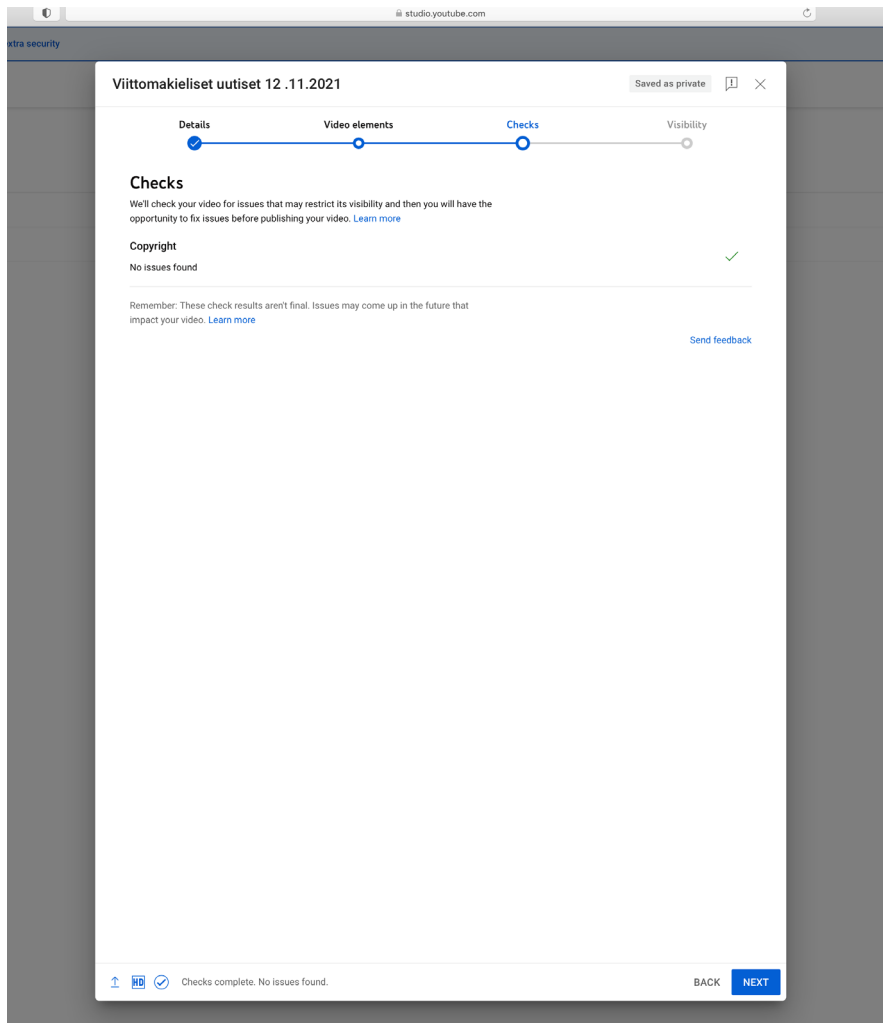 studio.youtube.com
extra security
Viittomakieliset uutiset 12 .11.2021
Saved as private
Details
Video elements
Checks
Visibility
Checks
We'll check your video for issues that may restrict its visibility and then you will have the
opportunity to fix issues before publishing your video. Learn more
Copyright
No issues found
Remember: These check results aren't final. Issues may come up in the future that
impact your video. Learn more
Send feedback
HD
Checks complete. No issues found.
BACK
NEXT